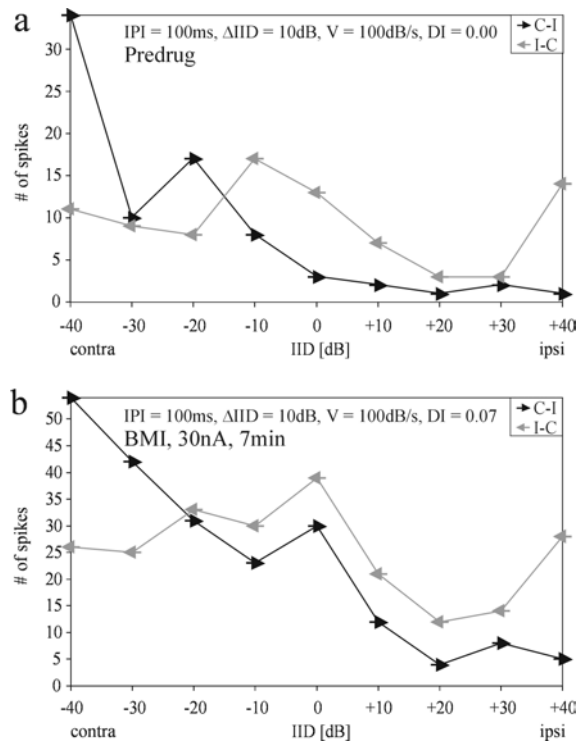 a
IPI = 100ms, ΔIID = 10dB, V = 100dB/s, DI = 0.00
Predrug
C-I
I-C
# of spikes
30
25
20
15
10
5
0
-40 -30 -20 -10 0 +10 +20 +30 +40
contra IID [dB] ipsi
b
IPI = 100ms, ΔIID = 10dB, V = 100dB/s, DI = 0.07
BMI, 30nA, 7min
C-I
I-C
# of spikes
50
45
40
35
30
25
20
15
10
5
0
-40 -30 -20 -10 0 +10 +20 +30 +40
contra IID [dB] ipsi